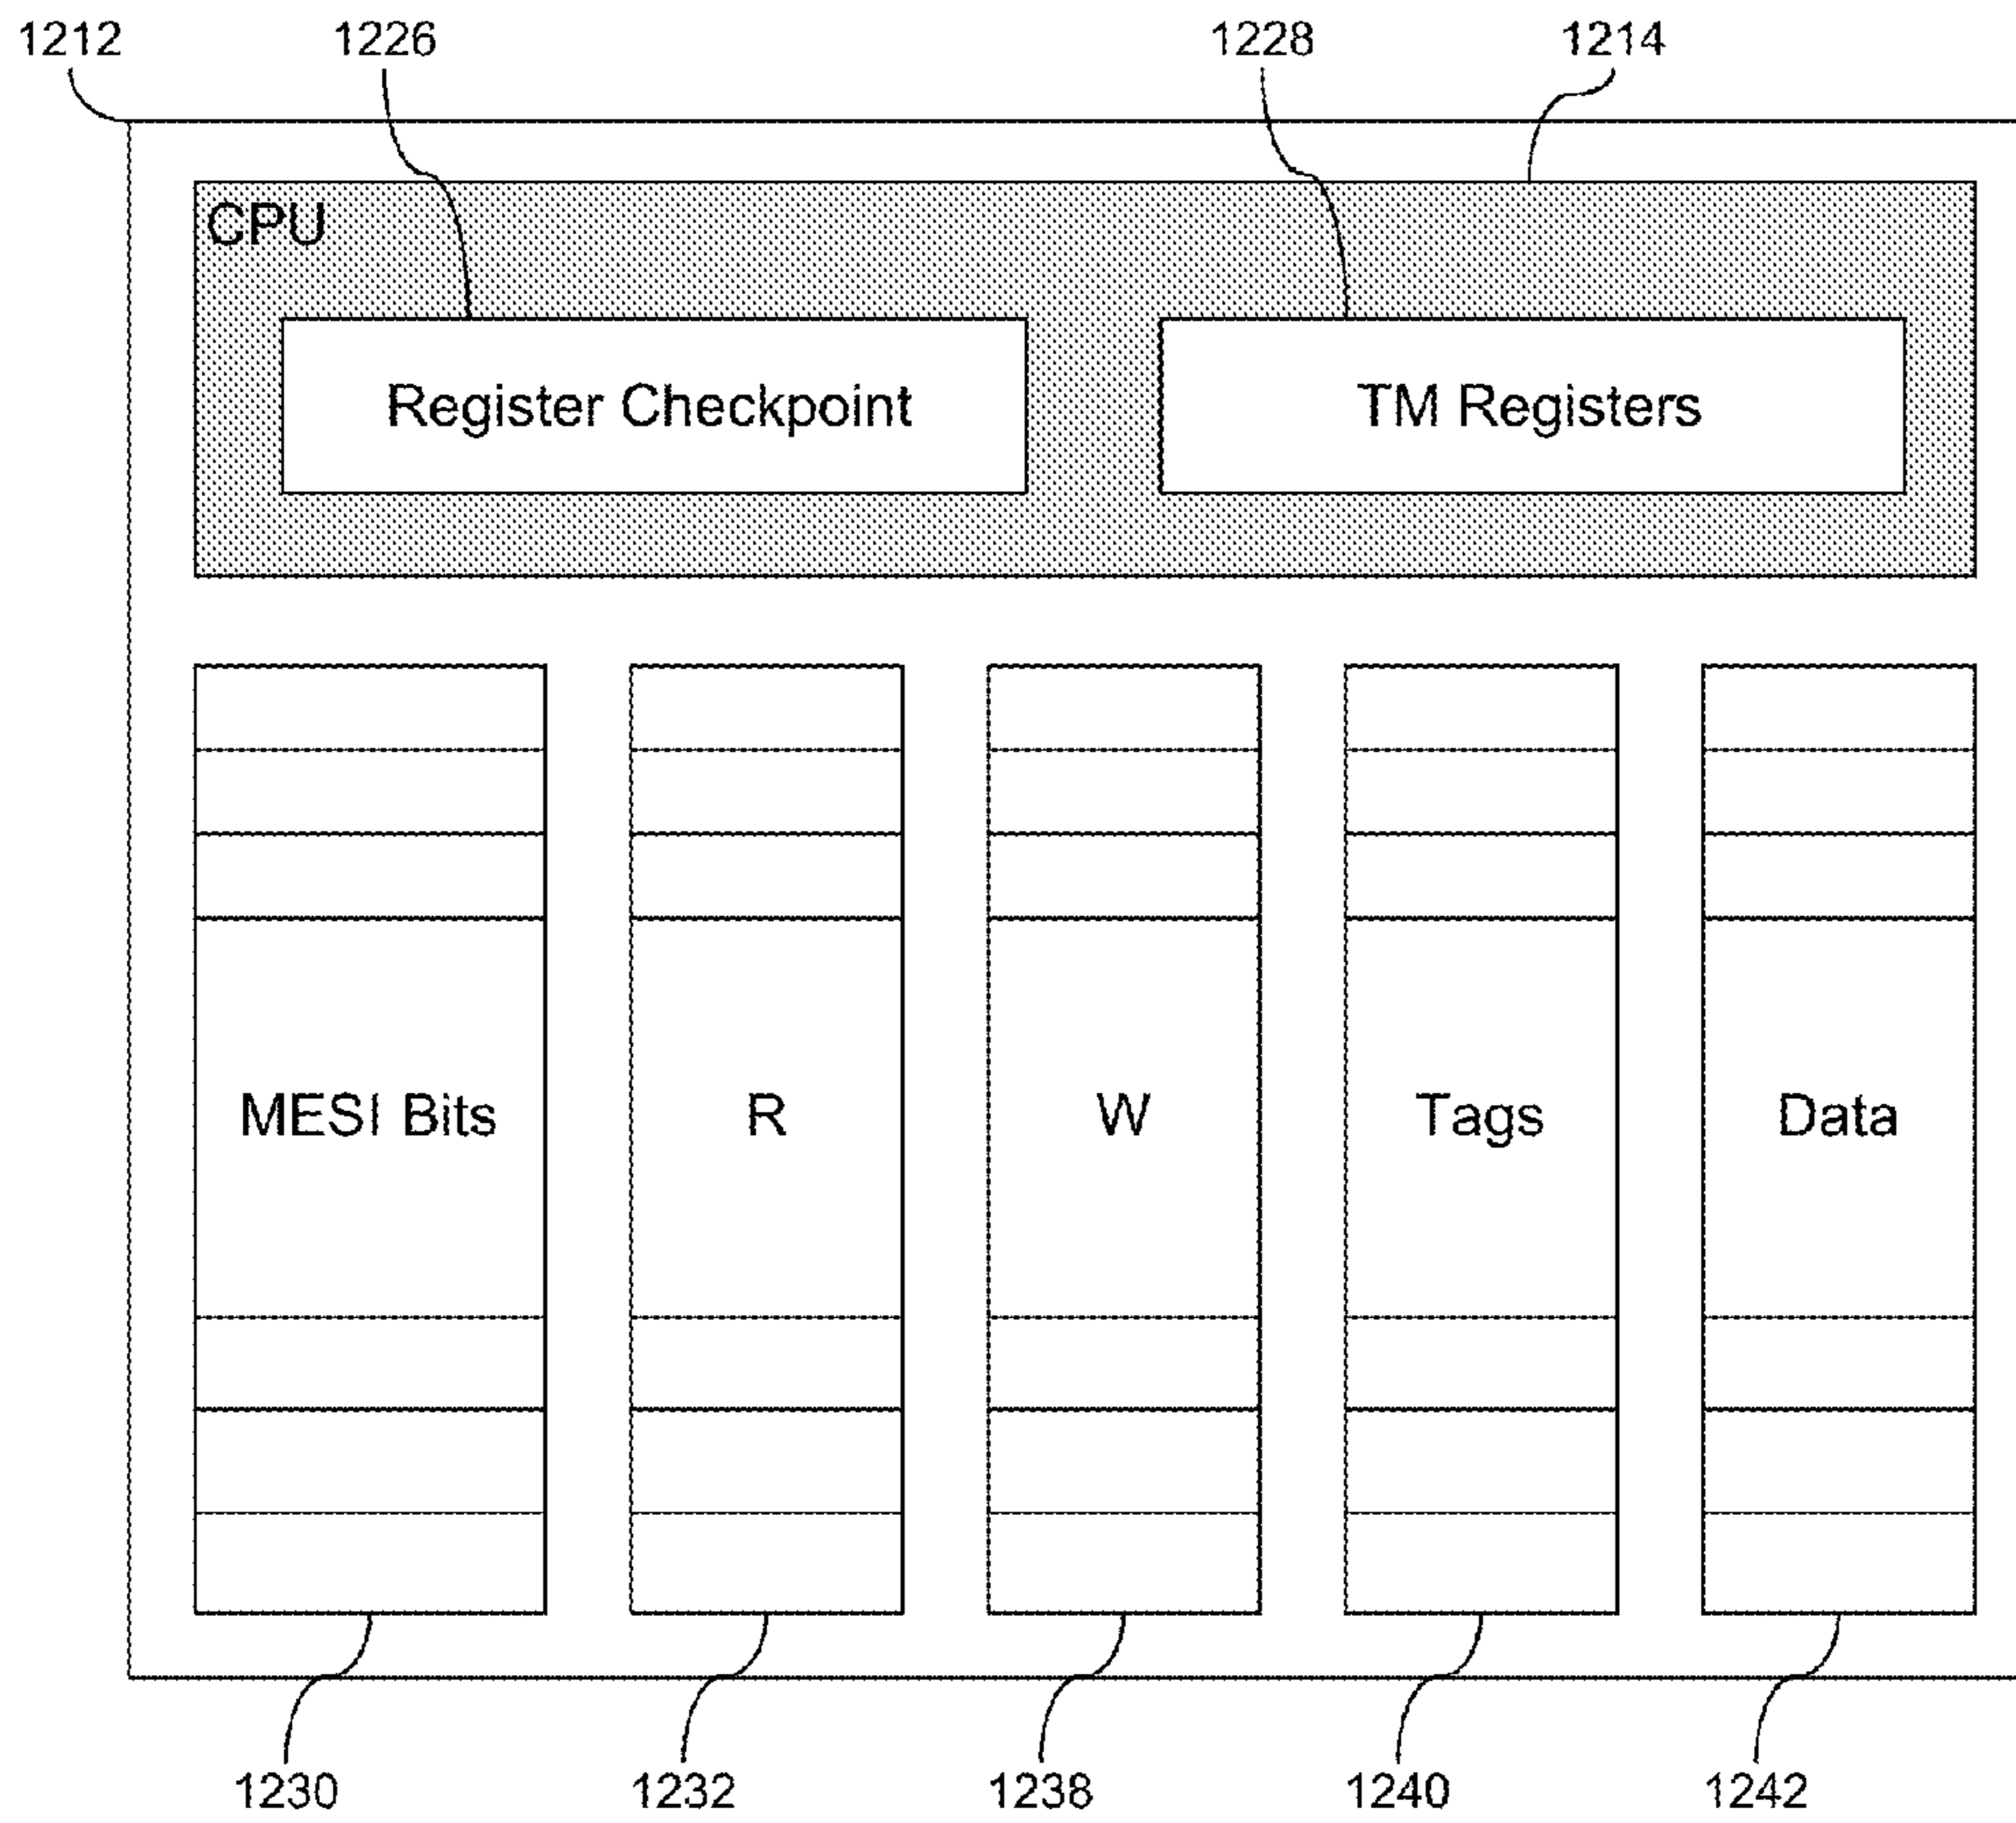 1212 1226 1228 1214
CPU
Register Checkpoint TM Registers
MESI Bits R W Tags Data
1230 1232 1238 1240 1242